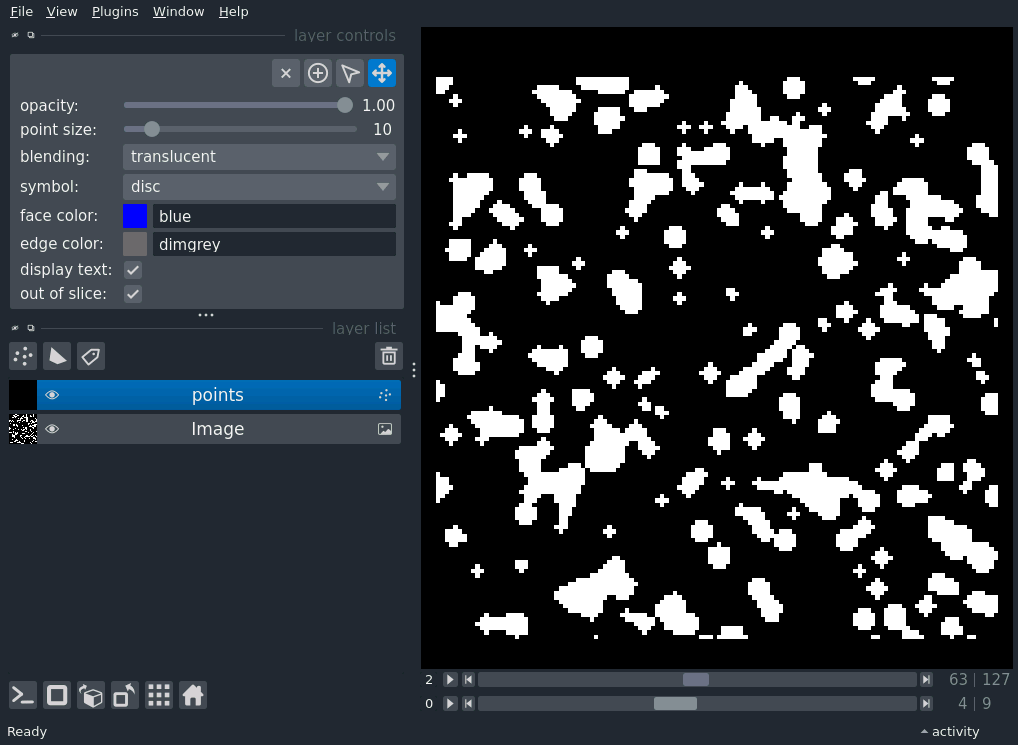 File View Plugins Window Help
layer controls
opacity: 1.00
point size: 10
blending: translucent
symbol: disc
face color: blue
edge color: dimgrey
display text:
out of slice:
layer list
points
Image
2 63 | 127
0 4 | 9
Ready activity